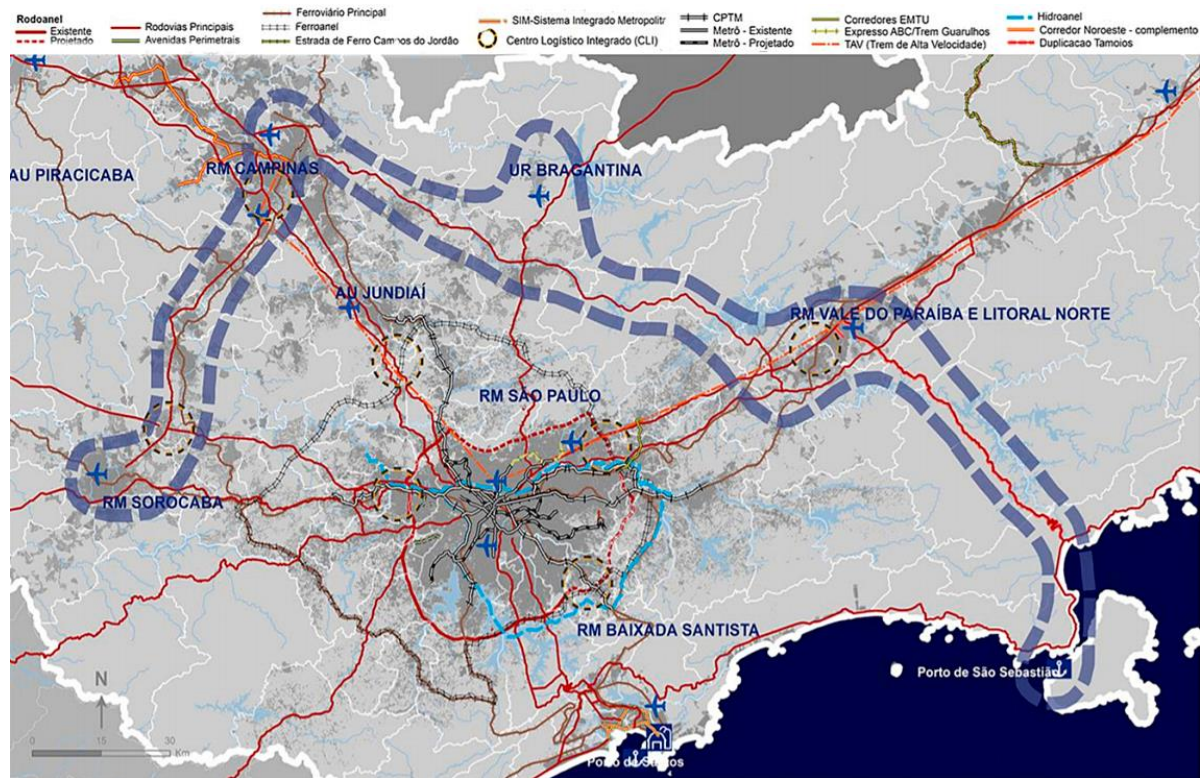 Rodoanel
Existente
Projetado
Rodovias Principais
Avenidas Perimetrais
Ferroviário Principal
Ferroanel
Estrada de Ferro Campos do Jordão
SIM-Sistema Integrado Metropolitr
Centro Logístico Integrado (CLI)
CPTM
Metrô - Existente
Metrô - Projetado
Corredores EMTU
Expresso ABC/Trem Guarulhos
TAV (Trem de Alta Velocidade)
Hidroanel
Corredor Noroeste - complemento
Duplicacao Tamoios
AU PIRACICABA
RM CAMPINAS
UR BRAGANTINA
AU JUNDIAÍ
RM VALE DO PARAÍBA E LITORAL NORTE
RM SÃO PAULO
RM SOROCABA
RM BAIXADA SANTISTA
Porto de São Sebastião
Porto de Santos
N
0 15 30
Km